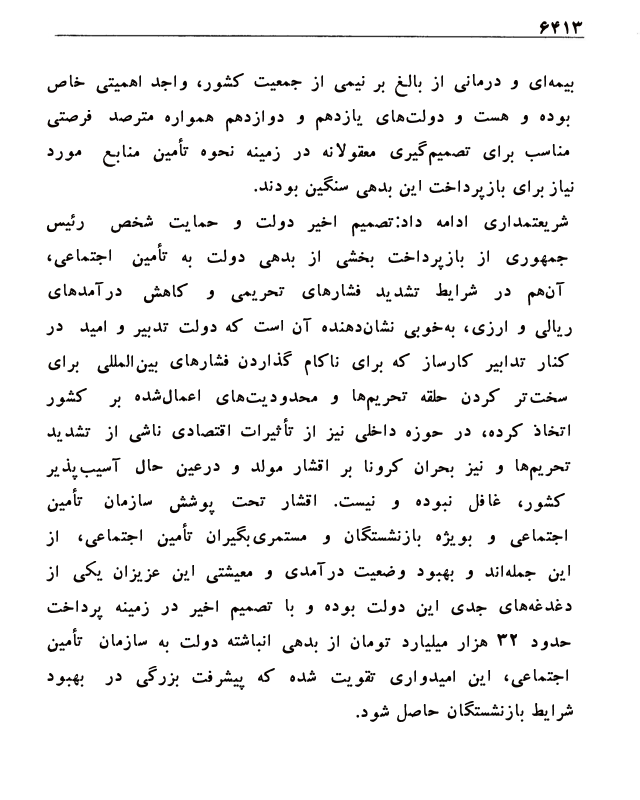 ۶۴۱۳
بیمه‌ای و درمانی از بالغ بر نیمی از جمعیت کشور، واجد اهمیتی خاص
بوده و هست و دولت‌های یازدهم و دوازدهم همواره مترصد فرصتی
مناسب برای تصمیم‌گیری معقولانه در زمینه نحوه تأمین منابع مورد
نیاز برای بازپرداخت این بدهی سنگین بودند.
شریعتمداری ادامه داد:تصمیم اخیر دولت و حمایت شخص رئیس
جمهوری از بازپرداخت بخشی از بدهی دولت به تأمین اجتماعی،
آن‌هم در شرایط تشدید فشارهای تحریمی و کاهش درآمدهای
ریالی و ارزی، به‌خوبی نشان‌دهنده آن است که دولت تدبیر و امید در
کنار تدابیر کارساز که برای ناکام گذاردن فشارهای بین‌المللی برای
سخت‌تر کردن حلقه تحریم‌ها و محدودیت‌های اعمال‌شده بر کشور
اتخاذ کرده، در حوزه داخلی نیز از تأثیرات اقتصادی ناشی از تشدید
تحریم‌ها و نیز بحران کرونا بر اقشار مولد و درعین حال آسیب‌پذیر
کشور، غافل نبوده و نیست. اقشار تحت پوشش سازمان تأمین
اجتماعی و بویژه بازنشستگان و مستمری‌بگیران تأمین اجتماعی، از
این جمله‌اند و بهبود وضعیت درآمدی و معیشتی این عزیزان یکی از
دغدغه‌های جدی این دولت بوده و با تصمیم اخیر در زمینه پرداخت
حدود ۳۲ هزار میلیارد تومان از بدهی انباشته دولت به سازمان تأمین
اجتماعی، این امیدواری تقویت شده که پیشرفت بزرگی در بهبود
شرایط بازنشستگان حاصل شود.